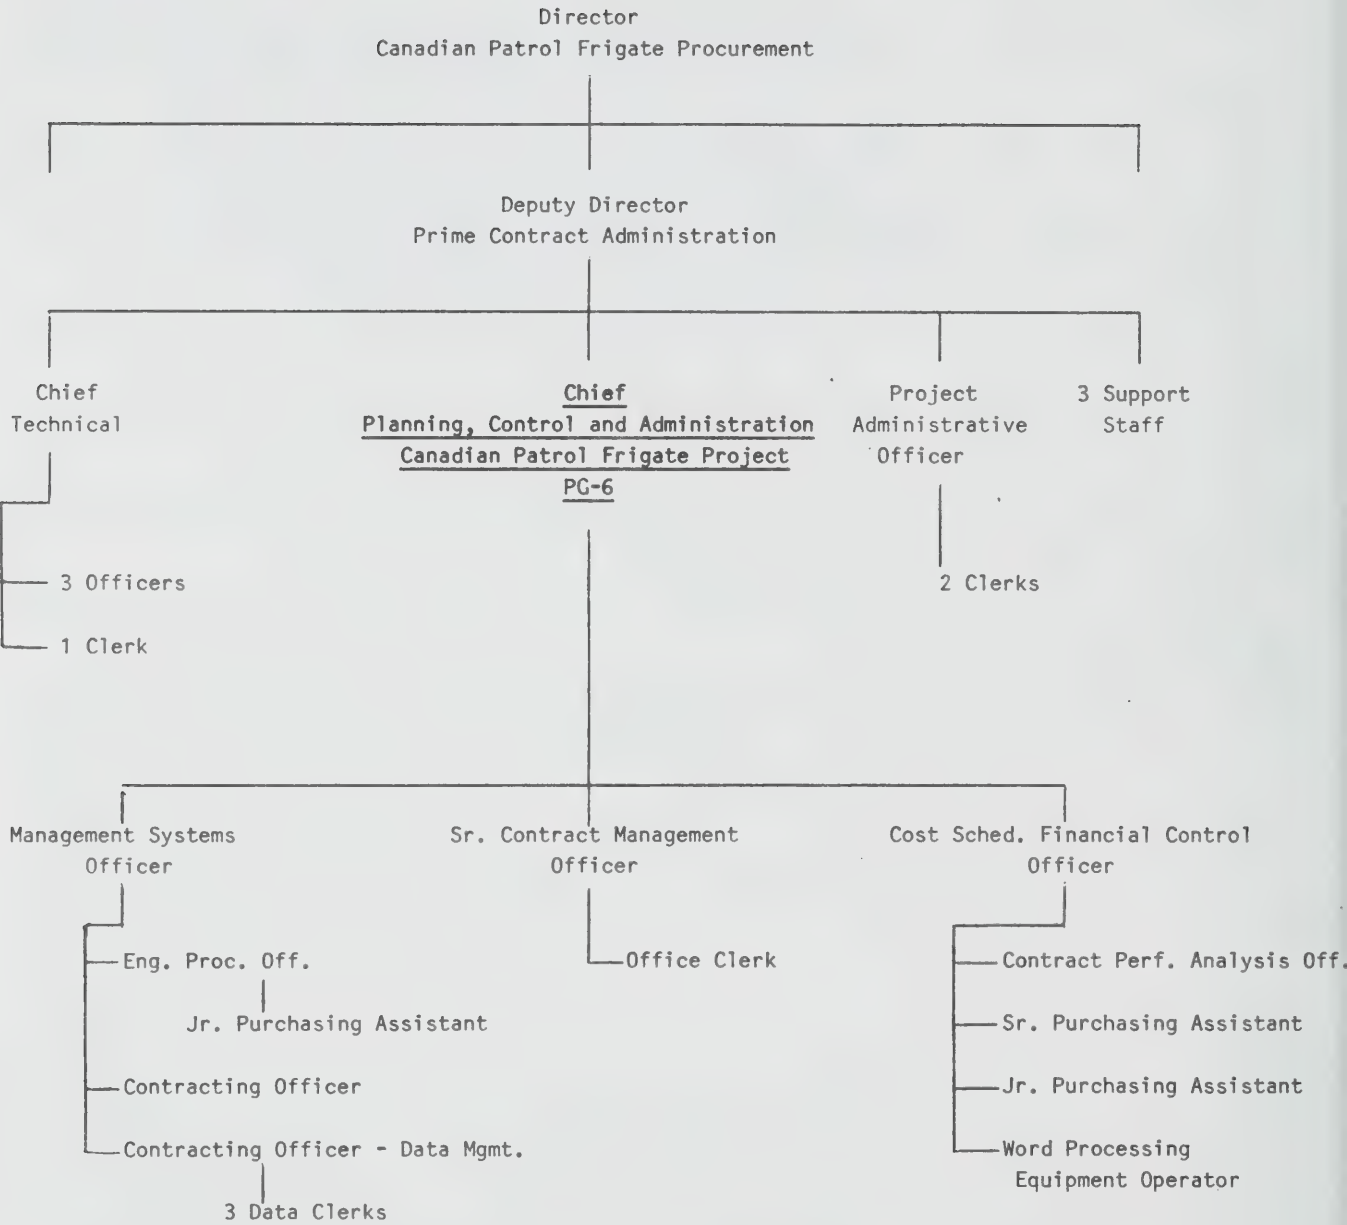 Director
Canadian Patrol Frigate Procurement
Deputy Director
Prime Contract Administration
Chief
Technical
3 Officers
1 Clerk
Chief
Planning, Control and Administration
Canadian Patrol Frigate Project
PG-6
Project
Administrative
Officer
2 Clerks
3 Support
Staff
Management Systems
Officer
Eng. Proc. Off.
Jr. Purchasing Assistant
Contracting Officer
Contracting Officer - Data Mgmt.
3 Data Clerks
Sr. Contract Management
Officer
Office Clerk
Cost Sched. Financial Control
Officer
Contract Perf. Analysis Off.
Sr. Purchasing Assistant
Jr. Purchasing Assistant
Word Processing
Equipment Operator